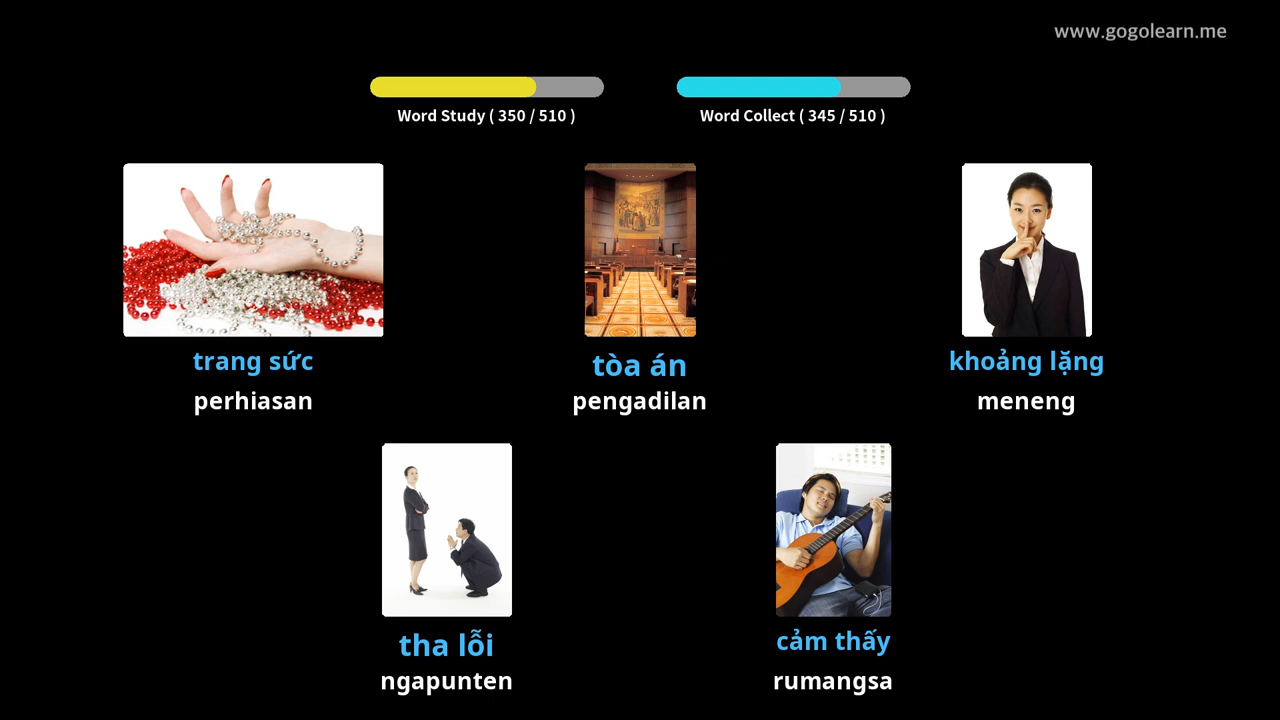 www.gogolearn.me
Word Study ( 350 / 510 )
Word Collect ( 345 / 510 )
trang sức
perhiasan
tòa án
pengadilan
khoảng lặng
meneng
tha lỗi
ngapunten
cảm thấy
rumangsa